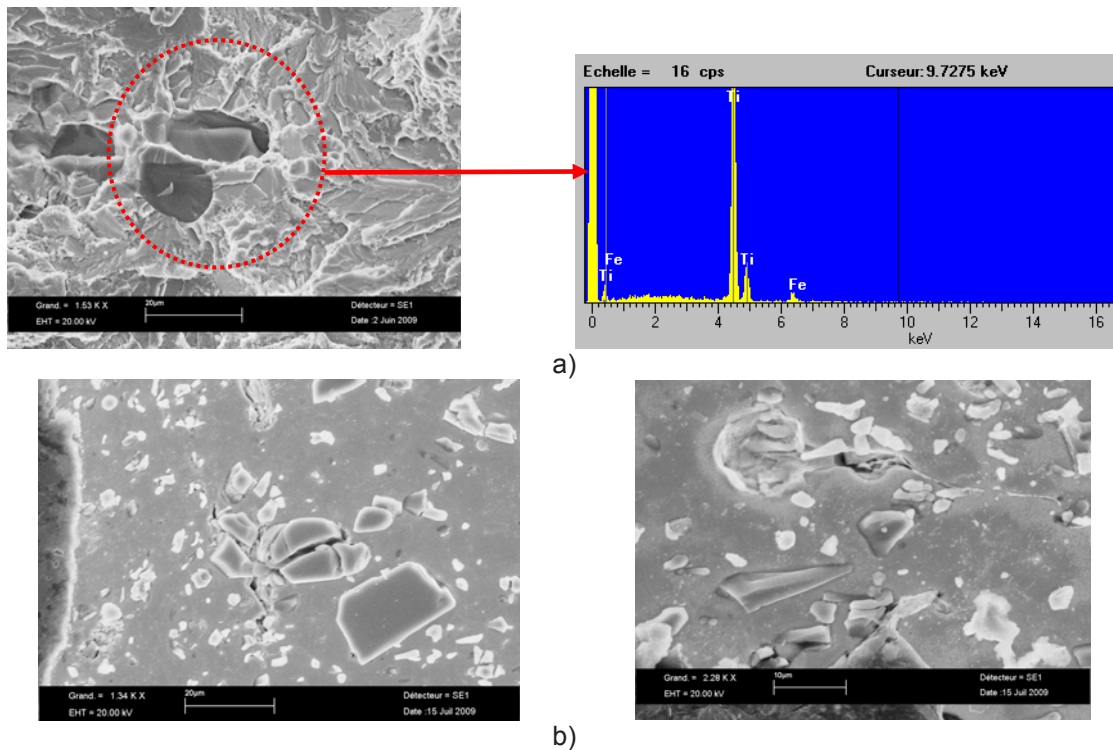 Echelle = 16 cps Curseur: 9.7275 keV
Ti
Fe
Ti
Ti
Fe
0 2 4 6 8 10 12 14 16
keV
Grand. = 1.53 K X 20µm Détecteur = SE1
EHT = 20.00 kV Date :2 Juin 2009
a)
Grand. = 1.34 K X 20µm Détecteur = SE1
EHT = 20.00 kV Date :15 Juil 2009
Grand. = 2.28 K X 10µm Détecteur = SE1
EHT = 20.00 kV Date :15 Juil 2009
b)